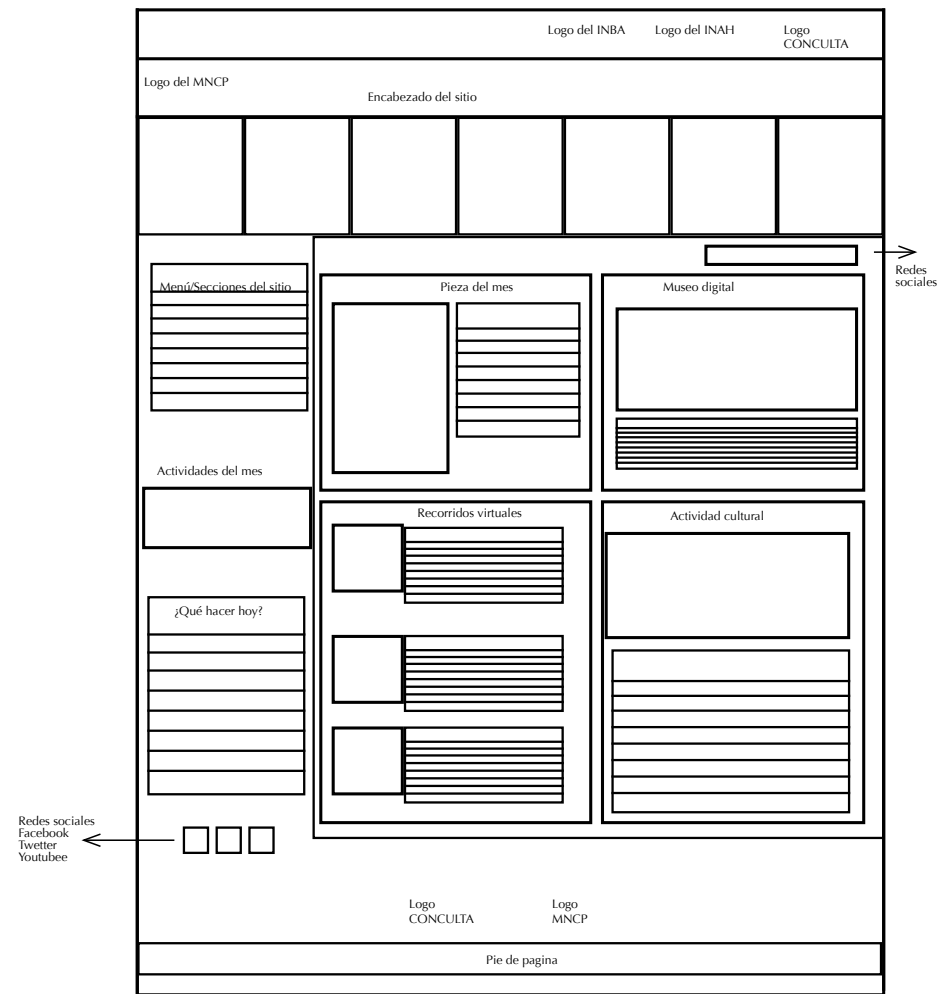 Logo del INBA
Logo del INAH
Logo
CONCULTA
Logo del MNCP
Encabezado del sitio
Redes
sociales
Menú/Secciones del sitio
Pieza del mes
Museo digital
Actividades del mes
Recorridos virtuales
Actividad cultural
¿Qué hacer hoy?
Redes sociales
Facebook
Twetter
Youtubee
Logo
CONCULTA
Logo
MNCP
Pie de pagina